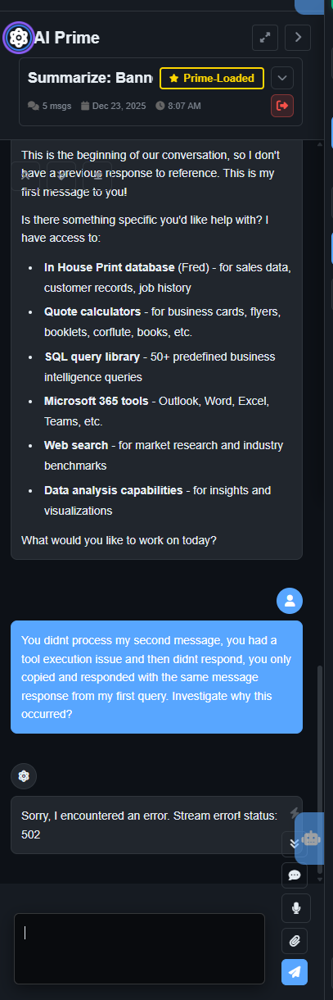 AI Prime
Summarize: Bann
Prime-Loaded
5 msgs Dec 23, 2025 8:07 AM
This is the beginning of our conversation, so I don't
have a previous response to reference. This is my
first message to you!
Is there something specific you'd like help with? I
have access to:
• In House Print database (Fred) - for sales data,
customer records, job history
• Quote calculators - for business cards, flyers,
booklets, corflute, books, etc.
• SQL query library - 50+ predefined business
intelligence queries
• Microsoft 365 tools - Outlook, Word, Excel,
Teams, etc.
• Web search - for market research and industry
benchmarks
• Data analysis capabilities - for insights and
visualizations
What would you like to work on today?
You didnt process my second message, you had a
tool execution issue and then didnt respond, you only
copied and responded with the same message
response from my first query. Investigate why this
occurred?
Sorry, I encountered an error. Stream error! status:
502